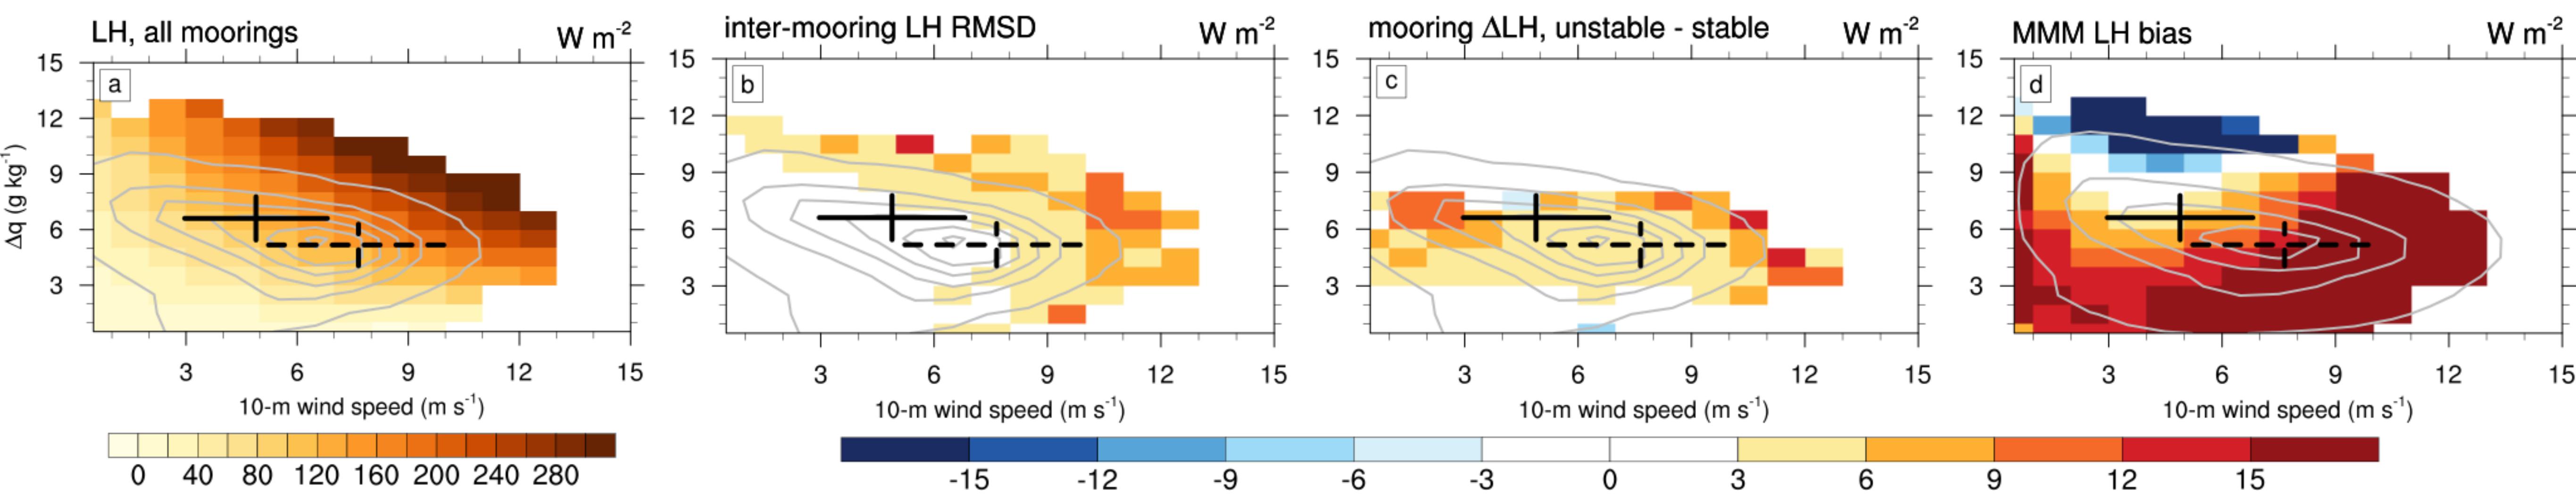 LH, all moorings W m-2
a
15
12
9
6
3
Δq (g kg-1)
3 6 9 12 15
10-m wind speed (m s-1)
0 40 80 120 160 200 240 280
inter-mooring LH RMSD W m-2
b
15
12
9
6
3
3 6 9 12 15
10-m wind speed (m s-1)
mooring ΔLH, unstable - stable W m-2
c
15
12
9
6
3
3 6 9 12 15
10-m wind speed (m s-1)
MMM LH bias W m-2
d
15
12
9
6
3
3 6 9 12 15
10-m wind speed (m s-1)
-15 -12 -9 -6 -3 0 3 6 9 12 15